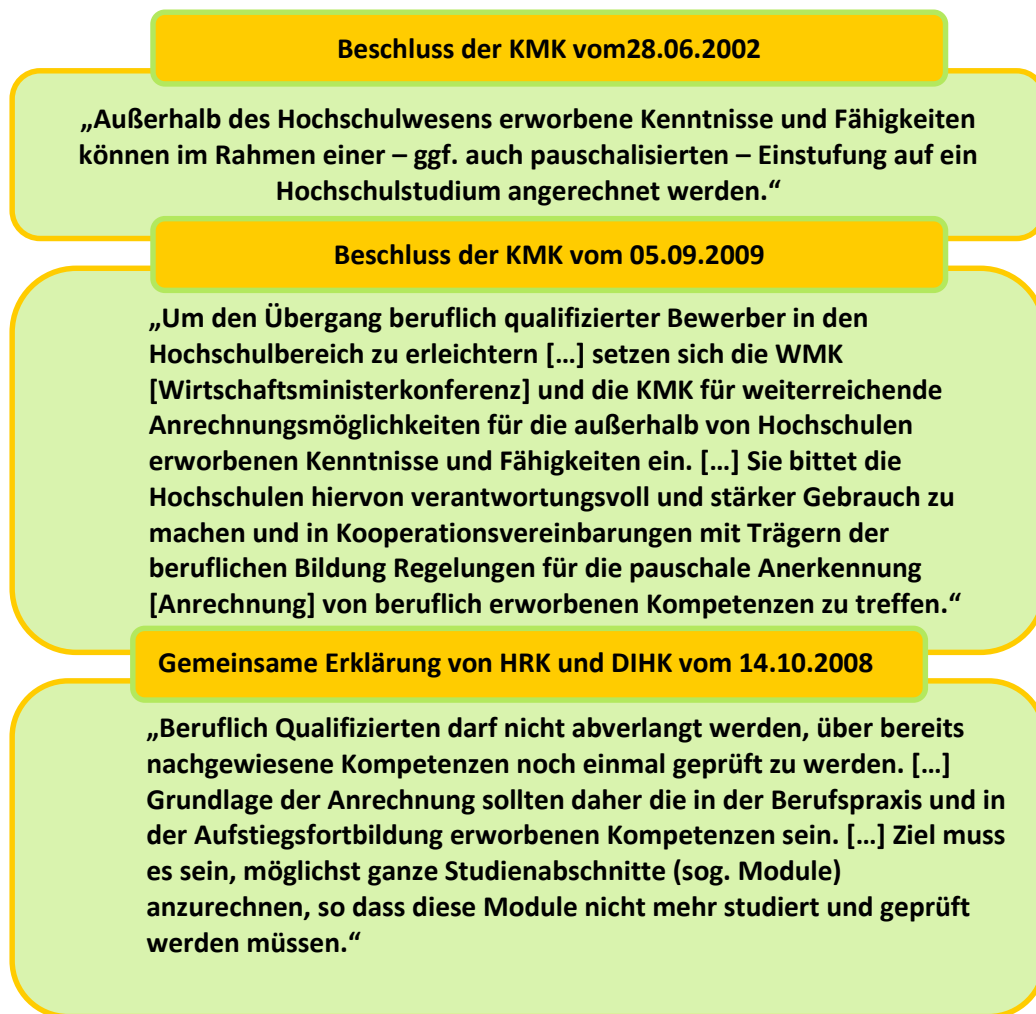 Beschluss der KMK vom28.06.2002
„Außerhalb des Hochschulwesens erworbene Kenntnisse und Fähigkeiten
können im Rahmen einer – ggf. auch pauschalisierten – Einstufung auf ein
Hochschulstudium angerechnet werden.“
Beschluss der KMK vom 05.09.2009
„Um den Übergang beruflich qualifizierter Bewerber in den
Hochschulbereich zu erleichtern […] setzen sich die WMK
[Wirtschaftsministerkonferenz] und die KMK für weiterreichende
Anrechnungsmöglichkeiten für die außerhalb von Hochschulen
erworbenen Kenntnisse und Fähigkeiten ein. […] Sie bittet die
Hochschulen hiervon verantwortungsvoll und stärker Gebrauch zu
machen und in Kooperationsvereinbarungen mit Trägern der
beruflichen Bildung Regelungen für die pauschale Anerkennung
[Anrechnung] von beruflich erworbenen Kompetenzen zu treffen.“
Gemeinsame Erklärung von HRK und DIHK vom 14.10.2008
„Beruflich Qualifizierten darf nicht abverlangt werden, über bereits
nachgewiesene Kompetenzen noch einmal geprüft zu werden. […]
Grundlage der Anrechnung sollten daher die in der Berufspraxis und in
der Aufstiegsfortbildung erworbenen Kompetenzen sein. […] Ziel muss
es sein, möglichst ganze Studienabschnitte (sog. Module)
anzurechnen, so dass diese Module nicht mehr studiert und geprüft
werden müssen.“